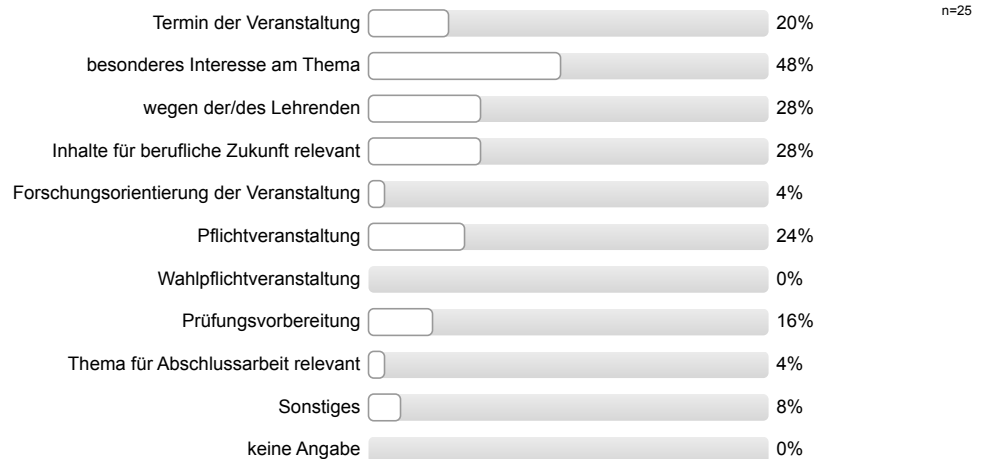 n=25
Termin der Veranstaltung 20%
besonderes Interesse am Thema 48%
wegen der/des Lehrenden 28%
Inhalte für berufliche Zukunft relevant 28%
Forschungsorientierung der Veranstaltung 4%
Pflichtveranstaltung 24%
Wahlpflichtveranstaltung 0%
Prüfungsvorbereitung 16%
Thema für Abschlussarbeit relevant 4%
Sonstiges 8%
keine Angabe 0%